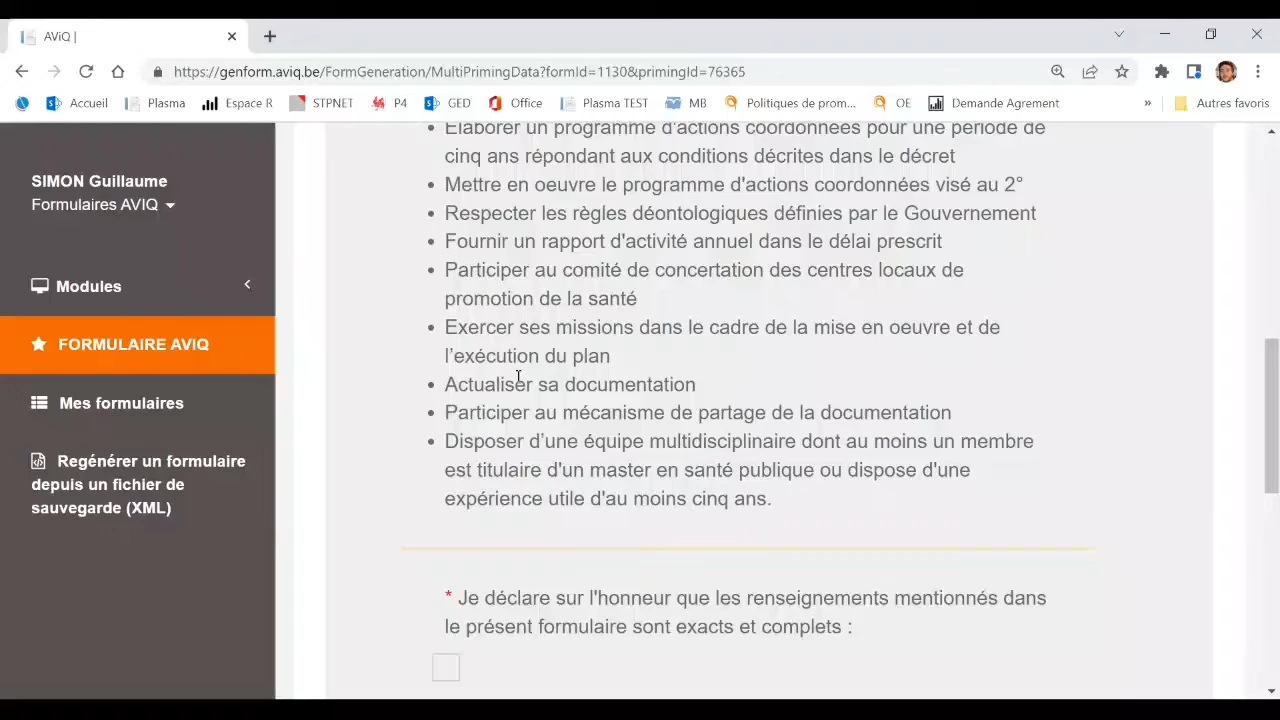 AViQ |
https://genform.aviq.be/FormGeneration/MultiPrimingData?formId=1130&primingId=76365
Accueil Plasma Espace R STPNET P4 GED Office Plasma TEST MB Politiques de prom... OE Demande Agrement » Autres favoris
SIMON Guillaume
Formulaires AVIQ
Modules
FORMULAIRE AVIQ
Mes formulaires
Regénérer un formulaire
depuis un fichier de
sauvegarde (XML)
• Elaborer un programme d'actions coordonnées pour une période de
cinq ans répondant aux conditions décrites dans le décret
• Mettre en oeuvre le programme d'actions coordonnées visé au 2°
• Respecter les règles déontologiques définies par le Gouvernement
• Fournir un rapport d'activité annuel dans le délai prescrit
• Participer au comité de concertation des centres locaux de
promotion de la santé
• Exercer ses missions dans le cadre de la mise en oeuvre et de
l’exécution du plan
• Actualiser sa documentation
• Participer au mécanisme de partage de la documentation
• Disposer d’une équipe multidisciplinaire dont au moins un membre
est titulaire d'un master en santé publique ou dispose d'une
expérience utile d'au moins cinq ans.
* Je déclare sur l'honneur que les renseignements mentionnés dans
le présent formulaire sont exacts et complets :